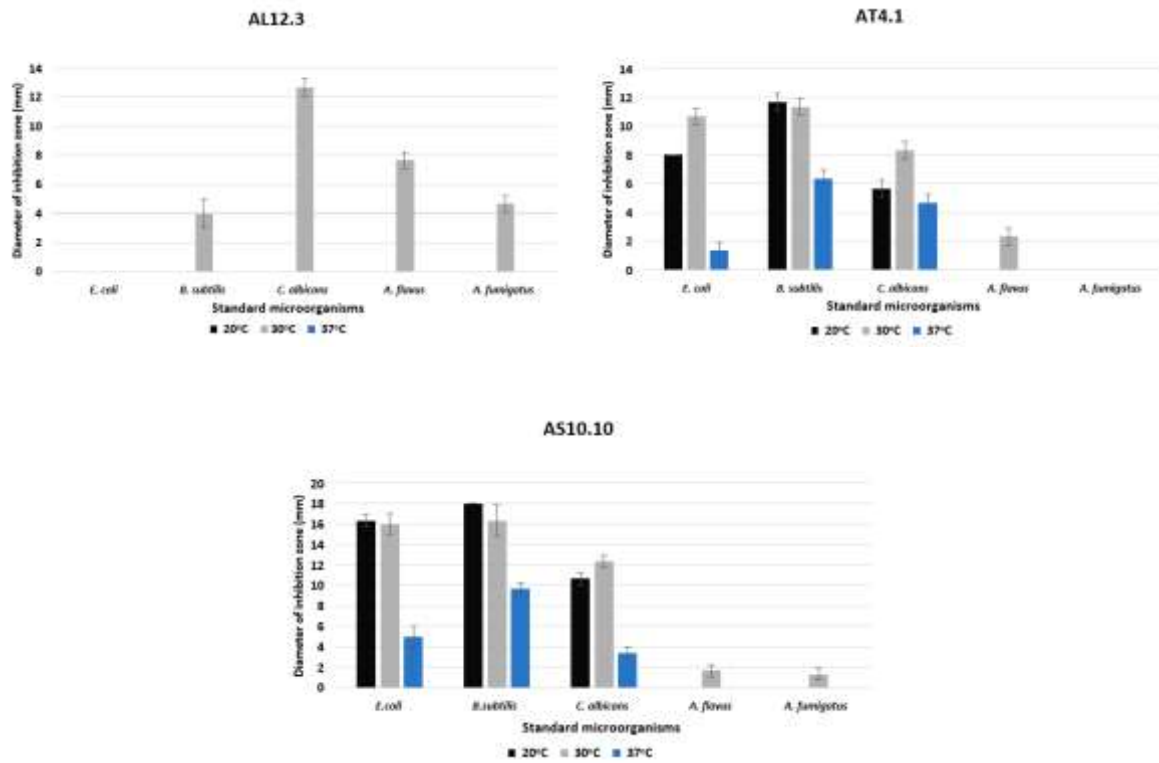 AL12.3
Diameter of inhibition zone (mm)
14
12
10
8
6
4
2
0
E. coli B. subtilis C. albicans A. flavus A. fumigatus
Standard microorganisms
20°C 30°C 37°C
AT4.1
Diameter of inhibition zone (mm)
14
12
10
8
6
4
2
0
E. coli B. subtilis C. albicans A. flavas A. fumigatus
Standard microorganisms
20°C 30°C 37°C
AS10.10
Diameter of inhibition zone (mm)
20
18
16
14
12
10
8
6
4
2
0
E.coli B.subtilis C. albicans A. flavas A. fumigatus
Standard microorganisms
20°C 30°C 37°C